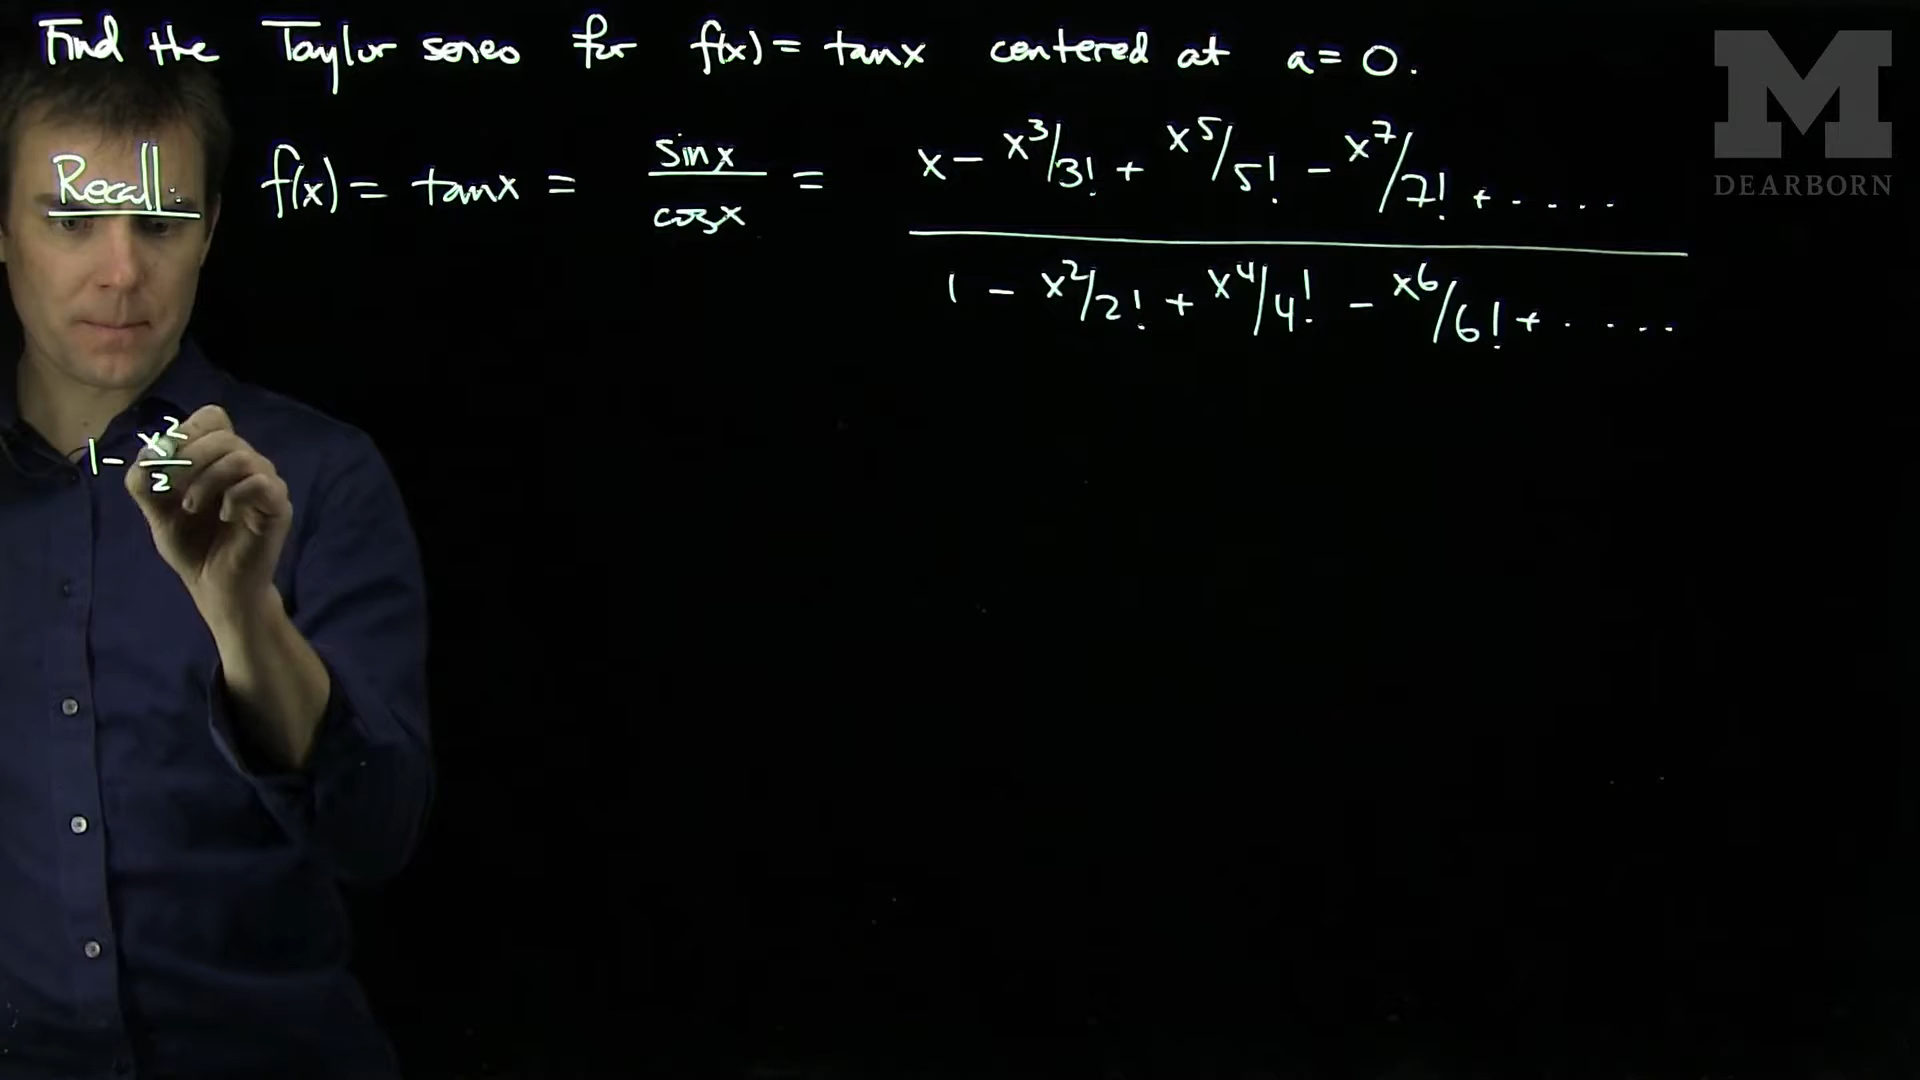 Find the Taylor series for f(x) = tanx centered at a = 0.
Recall: f(x) = tanx = sinx/cosx = (x - x³/3! + x⁵/5! - x⁷/7! + ....)/(1 - x²/2! + x⁴/4! - x⁶/6! + ....)
1 - x²/2
M
DEARBORN